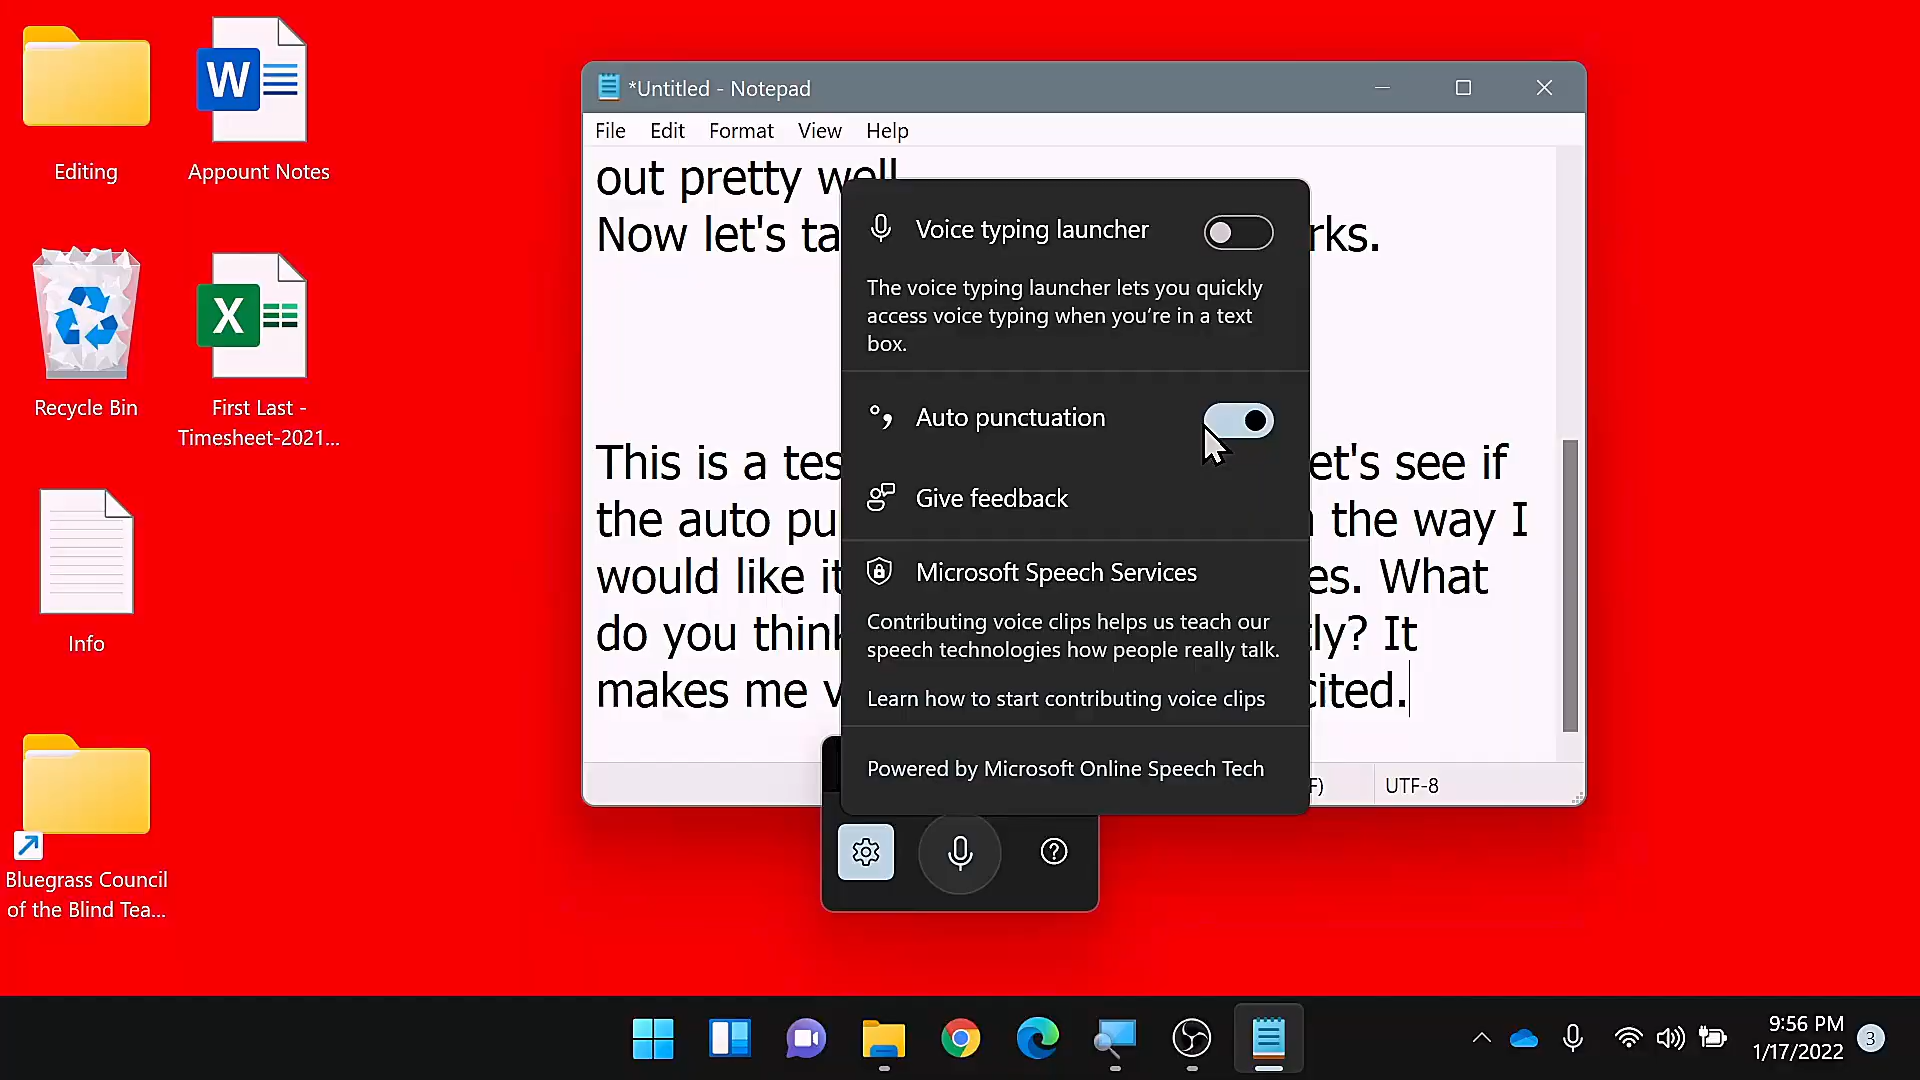 Editing
Appount Notes
Recycle Bin
First Last -
Timesheet-2021...
Info
Bluegrass Council
of the Blind Tea...
*Untitled - Notepad
File Edit Format View Help
out pretty well
Now let's ta rks.
This is a tes et's see if
the auto pu the way I
would like it es. What
do you think tly? It
makes me v cited.
F) UTF-8
Voice typing launcher
The voice typing launcher lets you quickly
access voice typing when you're in a text
box.
Auto punctuation
Give feedback
Microsoft Speech Services
Contributing voice clips helps us teach our
speech technologies how people really talk.
Learn how to start contributing voice clips
Powered by Microsoft Online Speech Tech
9:56 PM
1/17/2022
3